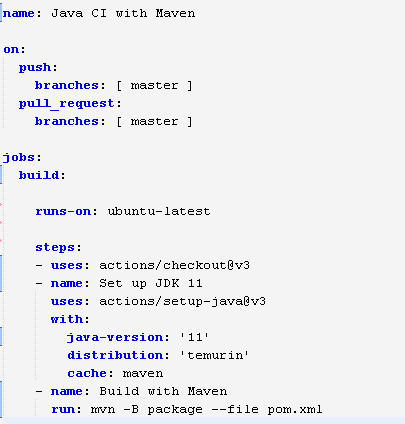 name: Java CI with Maven

on:
  push:
    branches: [ master ]
  pull_request:
    branches: [ master ]

jobs:
  build:

    runs-on: ubuntu-latest

    steps:
    - uses: actions/checkout@v3
    - name: Set up JDK 11
      uses: actions/setup-java@v3
      with:
        java-version: '11'
        distribution: 'temurin'
        cache: maven
    - name: Build with Maven
      run: mvn -B package --file pom.xml